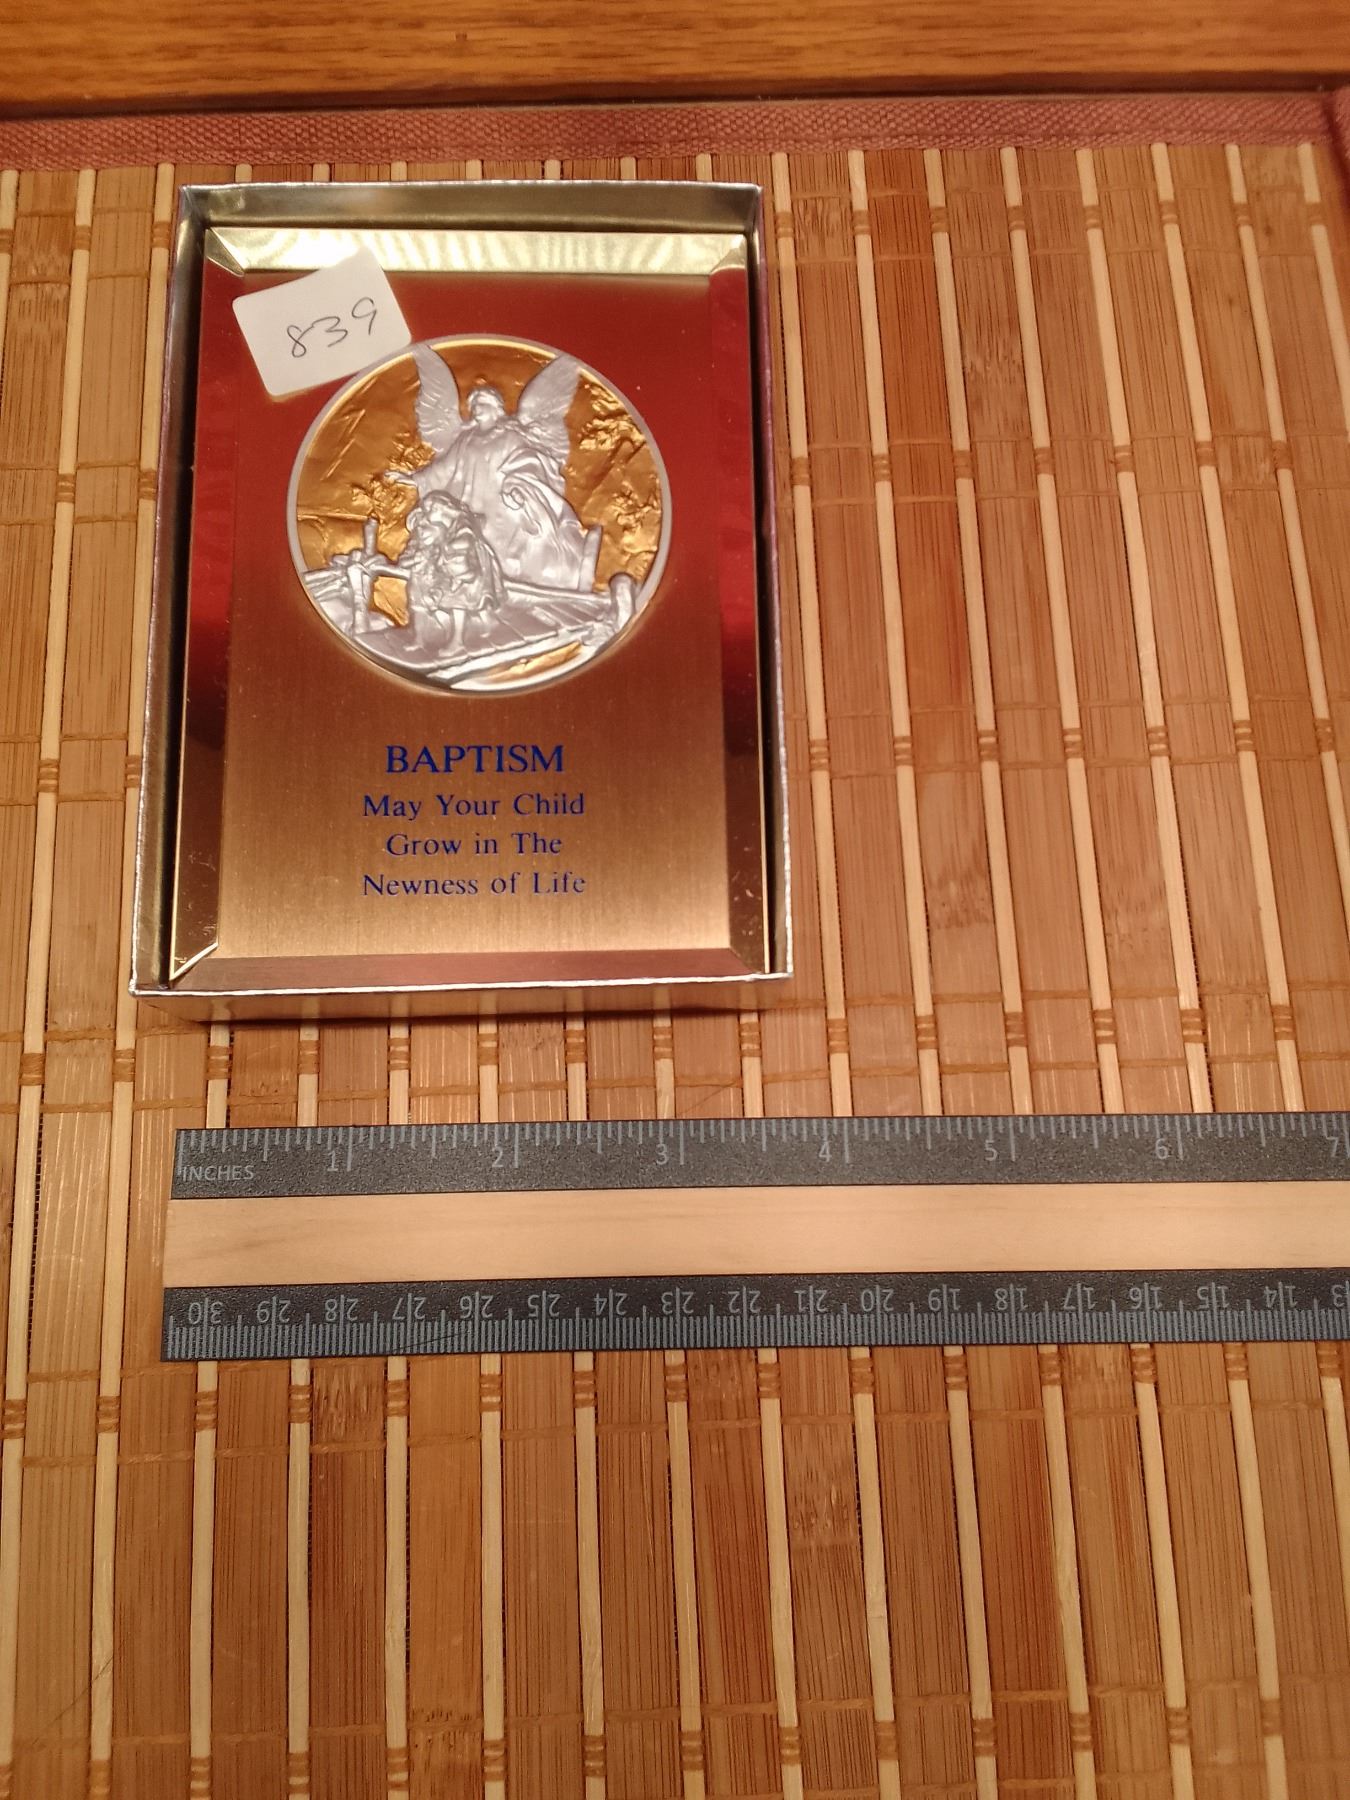 839
BAPTISM
May Your Child
Grow in The
Newness of Life
1 2 3 4 5 6 7
INCHES
30 29 28 27 26 25 24 23 22 21 20 19 18 17 16 15 14